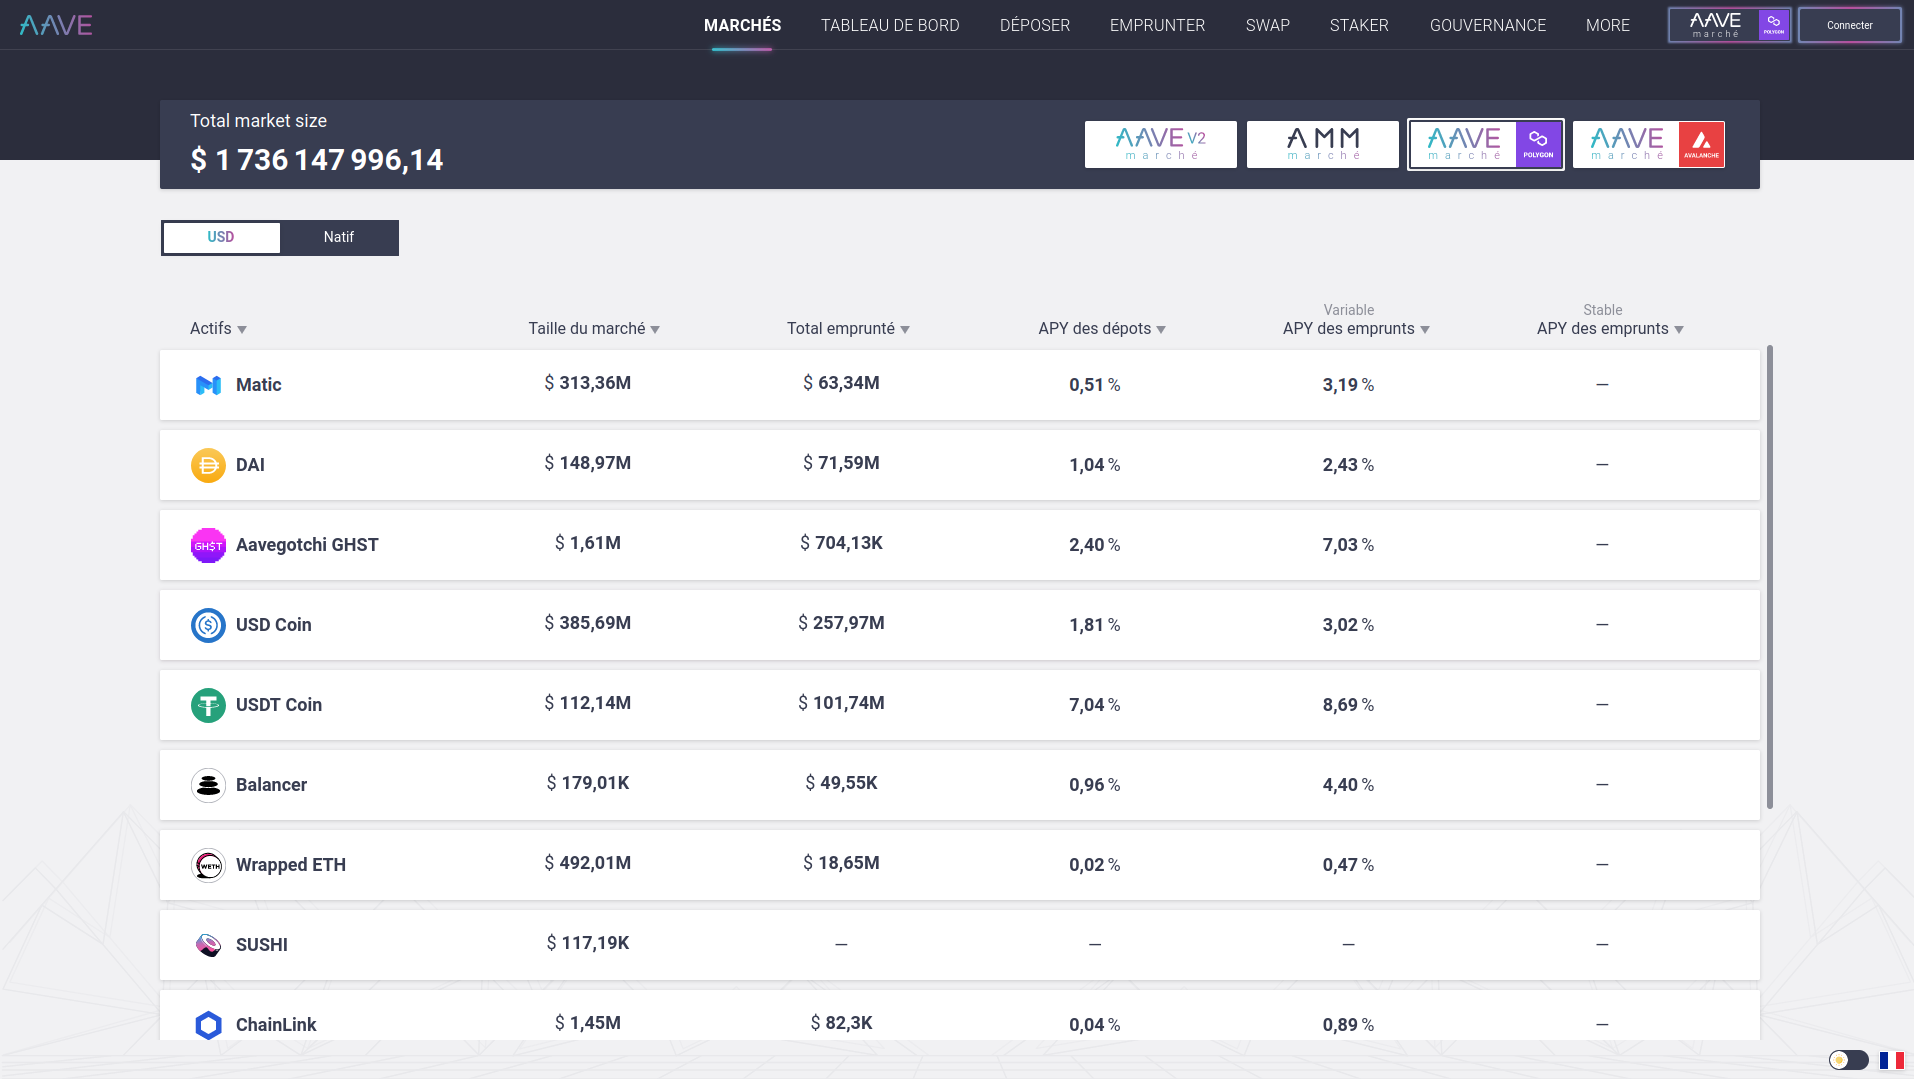 AAVE MARCHÉS TABLEAU DE BORD DÉPOSER EMPRUNTER SWAP STAKER GOUVERNANCE MORE AAVE marché POLYGON Connecter
Total market size
$ 1 736 147 996,14
AAVE V2 marché
AMM marché
AAVE marché POLYGON
AAVE marché AVALANCHE
USD Natif
Variable Stable
Actifs Taille du marché Total emprunté APY des dépots APY des emprunts APY des emprunts
Matic $ 313,36M $ 63,34M 0,51 % 3,19 % —
DAI $ 148,97M $ 71,59M 1,04 % 2,43 % —
GH$T Aavegotchi GHST $ 1,61M $ 704,13K 2,40 % 7,03 % —
USD Coin $ 385,69M $ 257,97M 1,81 % 3,02 % —
USDT Coin $ 112,14M $ 101,74M 7,04 % 8,69 % —
Balancer $ 179,01K $ 49,55K 0,96 % 4,40 % —
WETH Wrapped ETH $ 492,01M $ 18,65M 0,02 % 0,47 % —
SUSHI $ 117,19K — — — —
ChainLink $ 1,45M $ 82,3K 0,04 % 0,89 % —